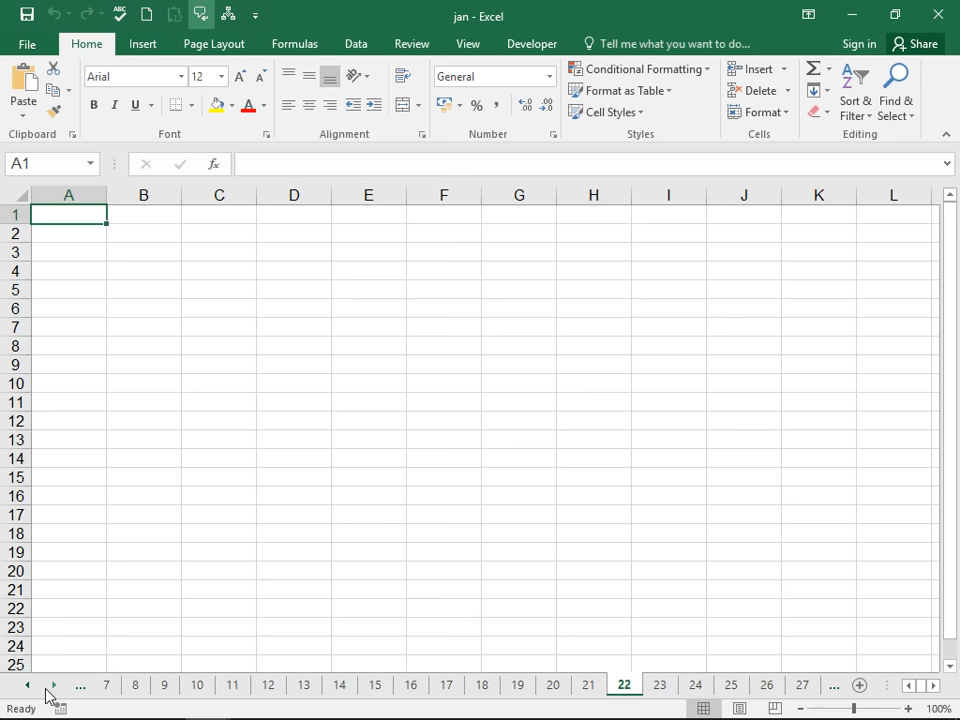 jan - Excel
File Home Insert Page Layout Formulas Data Review View Developer Tell me what you want to do... Sign in Share
Paste
Clipboard
Arial 12
B I U
Font
Alignment
General
Number
Conditional Formatting
Format as Table
Cell Styles
Styles
Insert
Delete
Format
Cells
Sort & Filter
Find & Select
Editing
A1 fx
A B C D E F G H I J K L
1
2
3
4
5
6
7
8
9
10
11
12
13
14
15
16
17
18
19
20
21
22
23
24
25
... 7 8 9 10 11 12 13 14 15 16 17 18 19 20 21 22 23 24 25 26 27 ...
Ready 100%